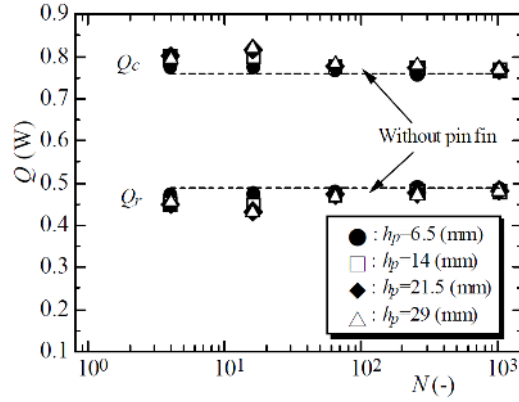 0.9
0.8
0.7
0.6
0.5
0.4
0.3
0.2
0.1
Q (W)
Qc
Qr
Without pin fin
● : hp=6.5 (mm)
□ : hp=14 (mm)
◆ : hp=21.5 (mm)
△ : hp=29 (mm)
10⁰
10¹
10²
10³
N (-)